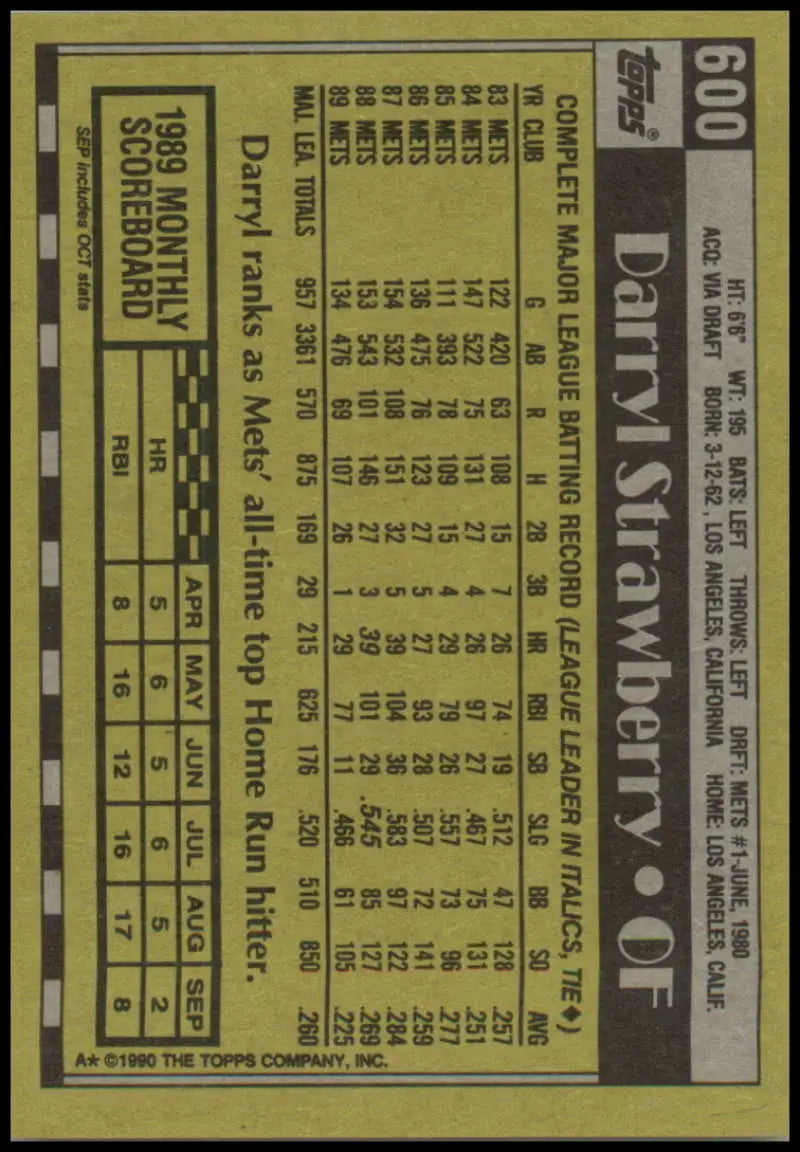 600
HT: 6'6" WT: 195 BATS: LEFT THROWS: LEFT DRFT: METS #1-JUNE, 1980
ACQ: VIA DRAFT BORN: 3-12-62 , LOS ANGELES, CALIFORNIA HOME: LOS ANGELES, CALIF.
TOPPS® Darryl Strawberry • OF
COMPLETE MAJOR LEAGUE BATTING RECORD (LEAGUE LEADER IN ITALICS, TIE♦)
YR CLUB G AB R H 2B 3B HR RBI SB SLG BB SO AVG
83 METS 122 420 63 108 15 7 26 74 19 .512 47 128 .257
84 METS 147 522 75 131 27 4 26 97 27 .467 75 131 .251
85 METS 111 393 78 109 15 4 29 79 26 .557 73 96 .277
86 METS 136 475 76 123 27 5 27 93 28 .507 72 141 .259
87 METS 154 532 108 151 32 5 39 104 36 .583 97 122 .284
88 METS 153 543 101 146 27 3 39 101 29 .545 85 127 .269
89 METS 134 476 69 107 26 1 29 77 11 .466 61 105 .225
MAJ. LEA. TOTALS 957 3361 570 875 169 29 215 625 176 .520 510 850 .260
Darryl ranks as Mets' all-time top Home Run hitter.
1989 MONTHLY
SCOREBOARD
APR MAY JUN JUL AUG SEP
HR 5 6 5 6 5 2
RBI 8 16 12 16 17 8
SEP includes OCT stats
A★ ©1990 THE TOPPS COMPANY, INC.